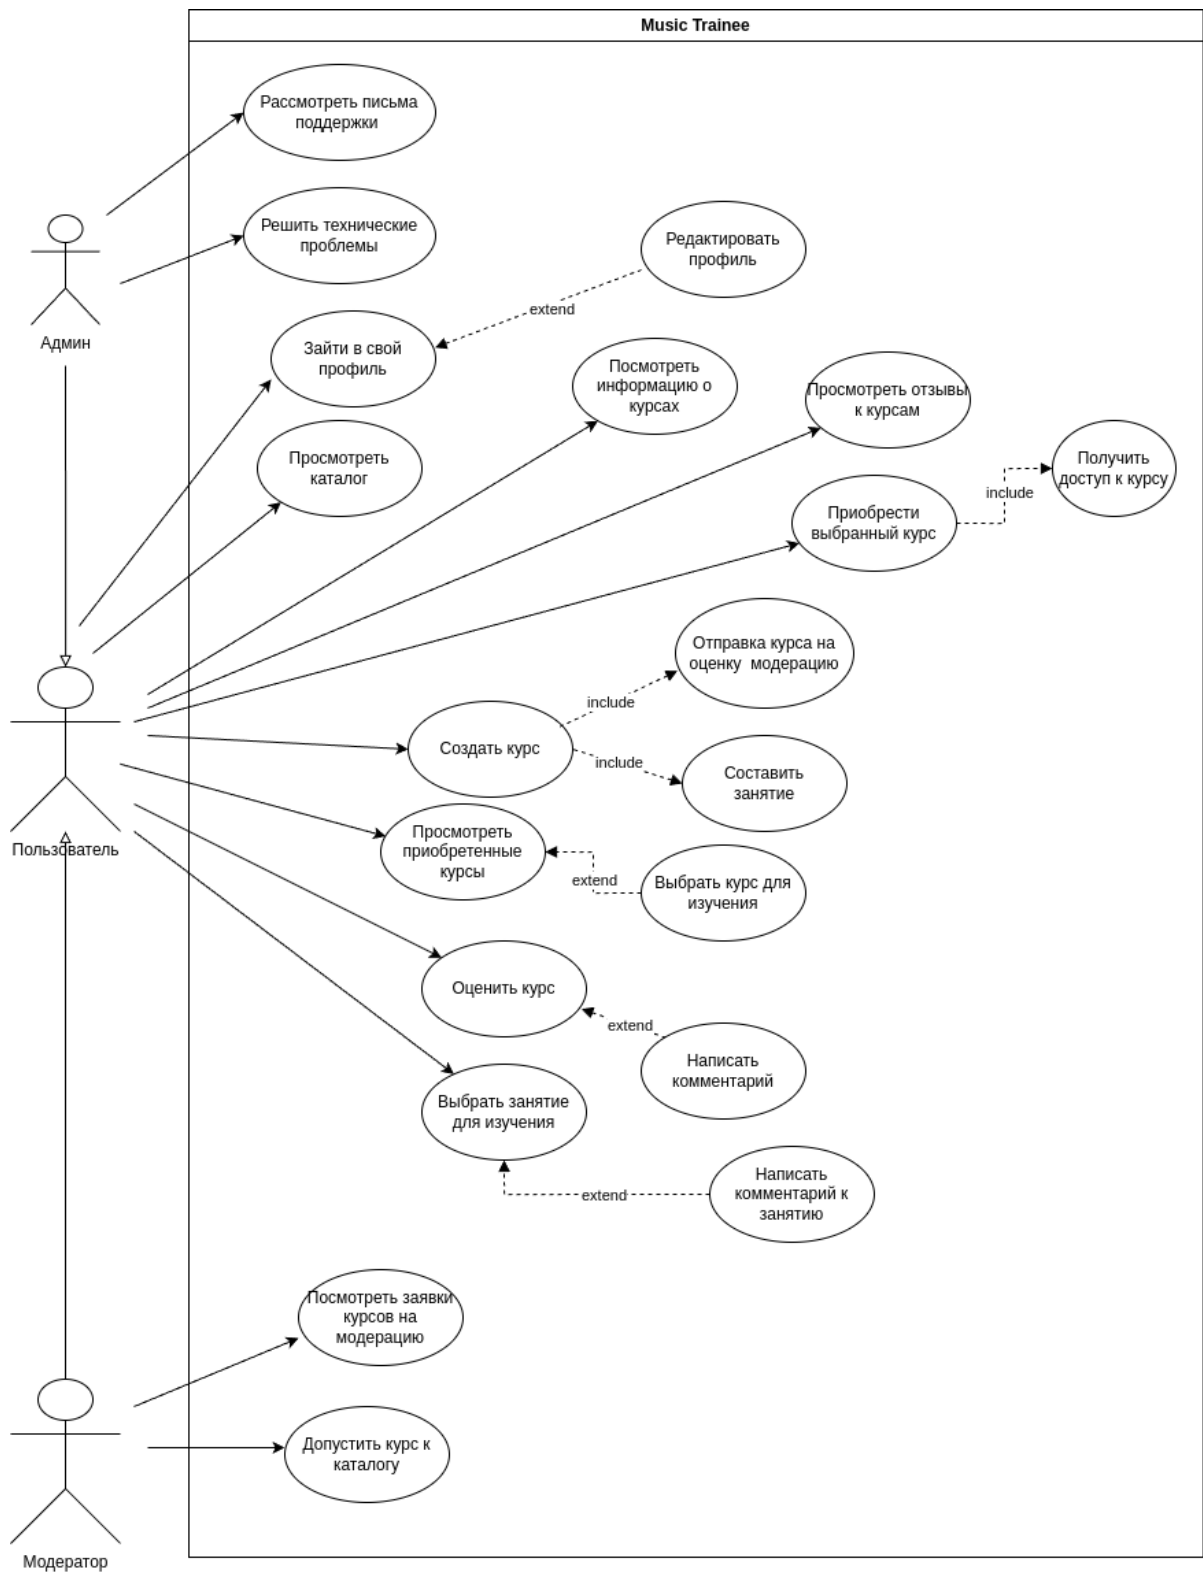 Music Trainee
Рассмотреть письма
поддержки
Решить технические
проблемы
Редактировать
профиль
extend
Админ
Зайти в свой
профиль
Посмотреть
информацию о
курсах
Просмотреть отзывы
к курсам
Просмотреть
каталог
Получить
доступ к курсу
include
Приобрести
выбранный курс
Отправка курса на
оценку модерацию
include
Создать курс
include
Составить
занятие
Просмотреть
приобретенные
курсы
Пользователь
extend
Выбрать курс для
изучения
Оценить курс
extend
Написать
комментарий
Выбрать занятие
для изучения
extend
Написать
комментарий к
занятию
Посмотреть заявки
курсов на
модерацию
Допустить курс к
каталогу
Модератор